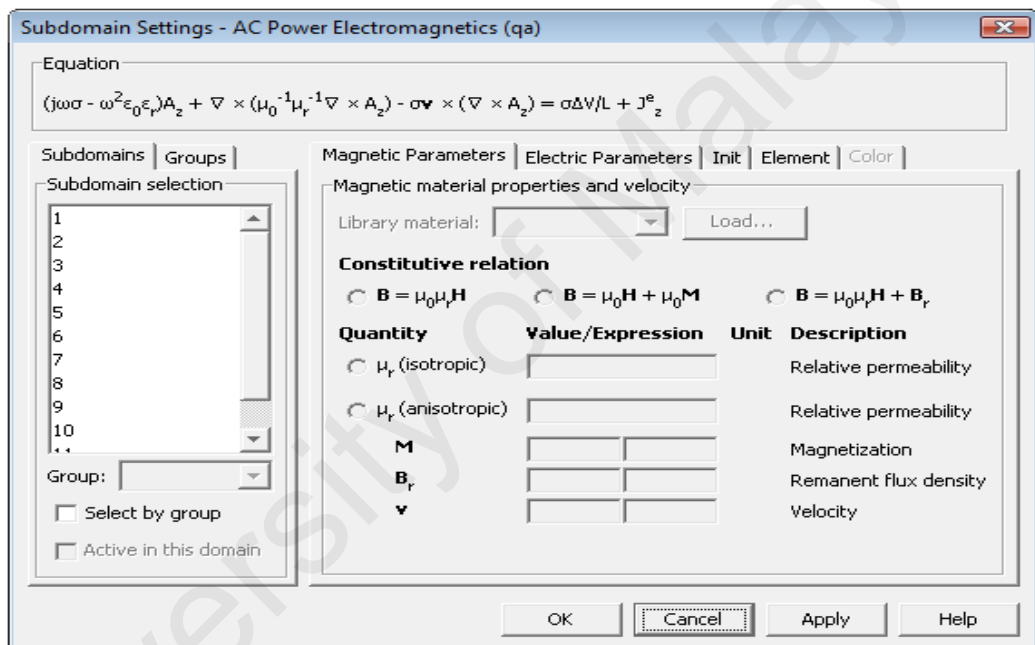 Subdomain Settings - AC Power Electromagnetics (qa)
Equation
(jωσ - ω²ε₀εᵣ)A_z + ∇ × (μ₀⁻¹μᵣ⁻¹∇ × A_z) - σv × (∇ × A_z) = σΔV/L + Jᵉ_z
Subdomains
Groups
Subdomain selection
1
2
3
4
5
6
7
8
9
10
11
Group:
Select by group
Active in this domain
Magnetic Parameters
Electric Parameters
Init
Element
Color
Magnetic material properties and velocity
Library material:
Load...
Constitutive relation
B = μ₀μᵣH
B = μ₀H + μ₀M
B = μ₀μᵣH + Bᵣ
Quantity Value/Expression Unit Description
μᵣ (isotropic) Relative permeability
μᵣ (anisotropic) Relative permeability
M Magnetization
Bᵣ Remanent flux density
v Velocity
OK
Cancel
Apply
Help
ersity of Malay